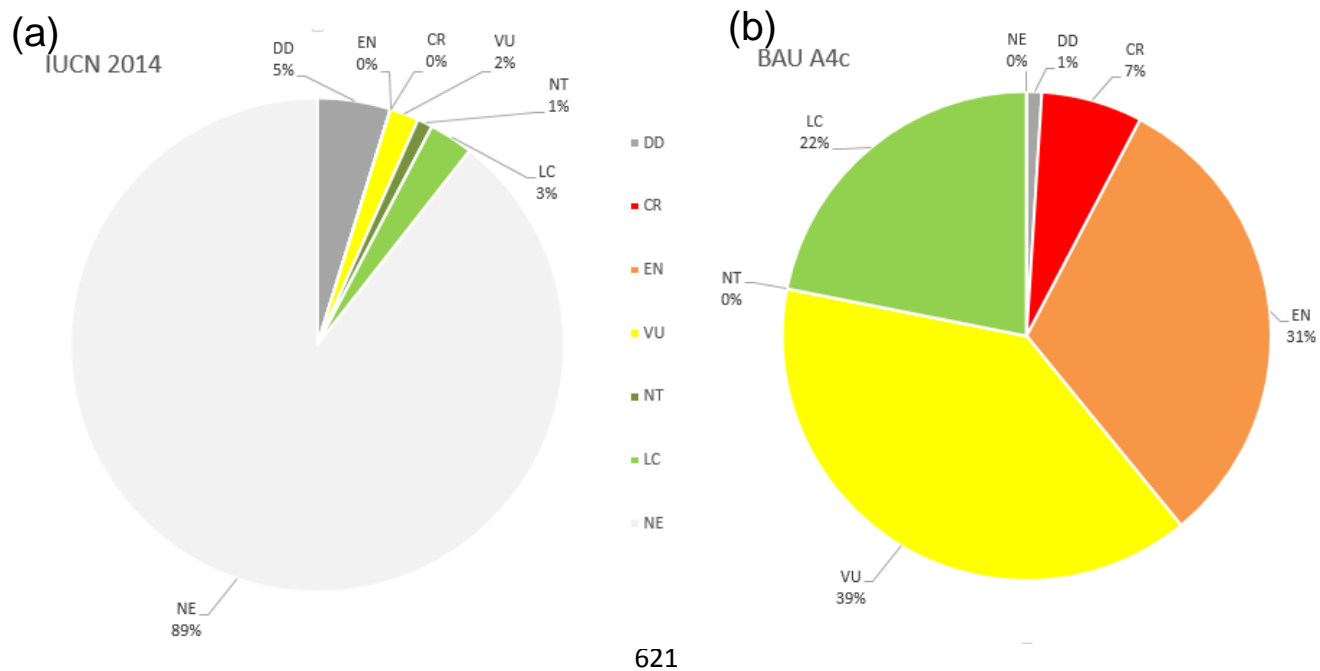 (a)
IUCN 2014
DD
5%
EN
0%
CR
0%
VU
2%
NT
1%
LC
3%
NE
89%
DD
CR
EN
VU
NT
LC
NE
(b)
BAU A4c
NE
0%
DD
1%
CR
7%
LC
22%
NT
0%
EN
31%
VU
39%
621